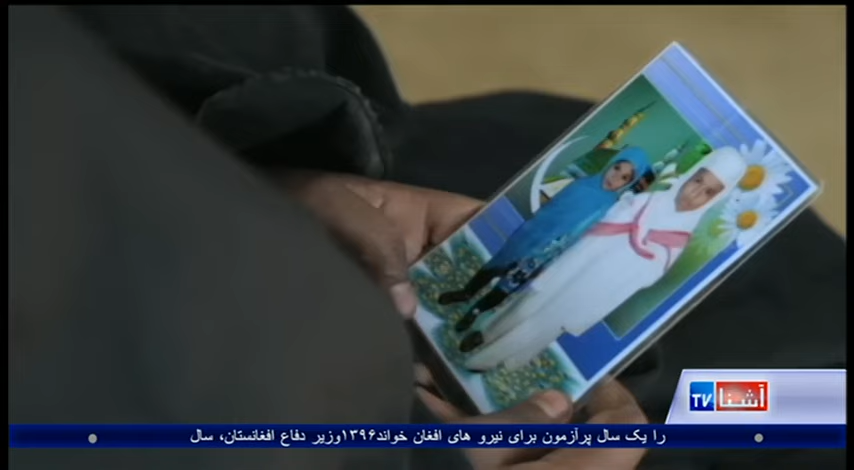 آشنا TV
را یک سال پرآزمون برای نیرو های افغان خواند۱۳۹۶وزیر دفاع افغانستان، سال